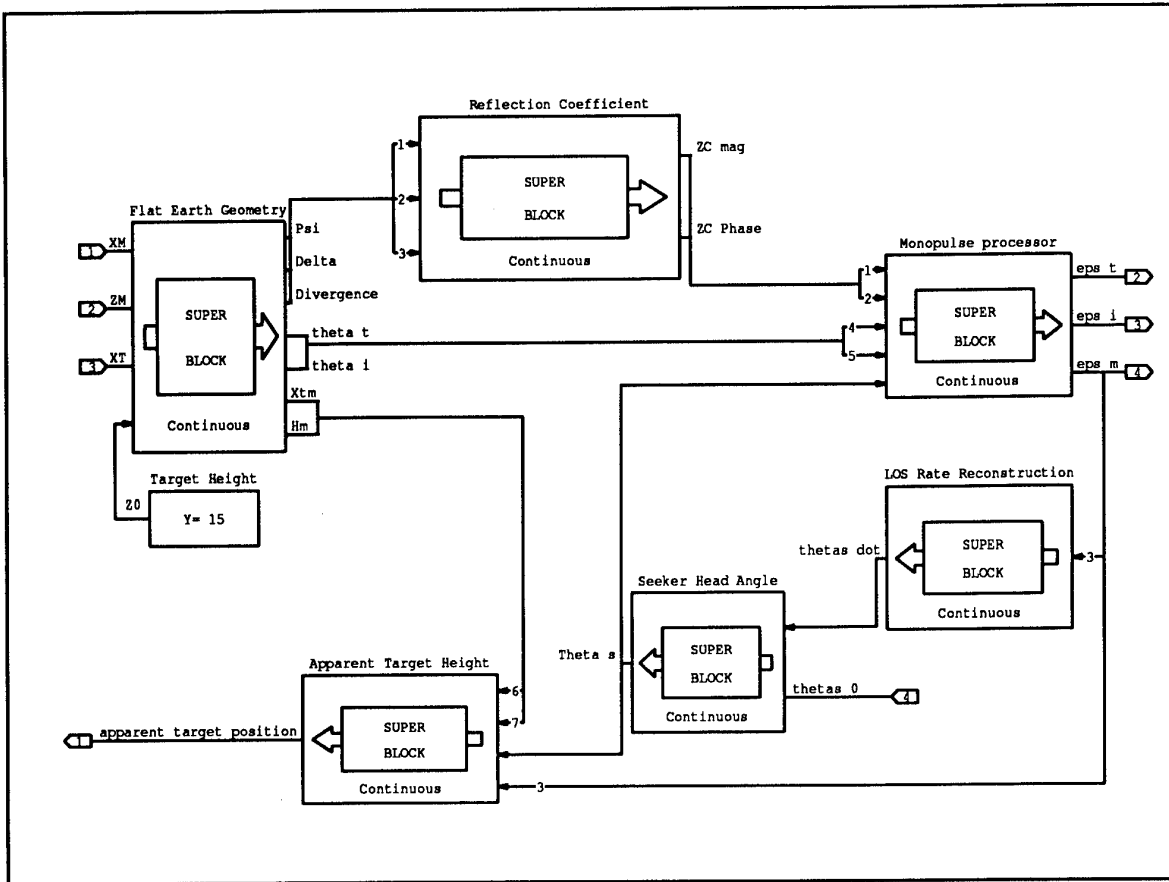 Reflection Coefficient
1
2
3
SUPER
BLOCK
Continuous
ZC mag
ZC Phase
Flat Earth Geometry
1 XM
2 ZM
3 XT
SUPER
BLOCK
Continuous
Psi
Delta
Divergence
theta t
theta i
Xtm
Hm
Target Height
Z0
Y= 15
Monopulse processor
1
2
4
5
SUPER
BLOCK
Continuous
eps t 2
eps i 3
eps m 4
LOS Rate Reconstruction
thetas dot
SUPER
BLOCK
3
Continuous
Seeker Head Angle
Theta s
SUPER
BLOCK
Continuous
thetas 0 4
Apparent Target Height
1 apparent target position
SUPER
BLOCK
Continuous
6
7
3